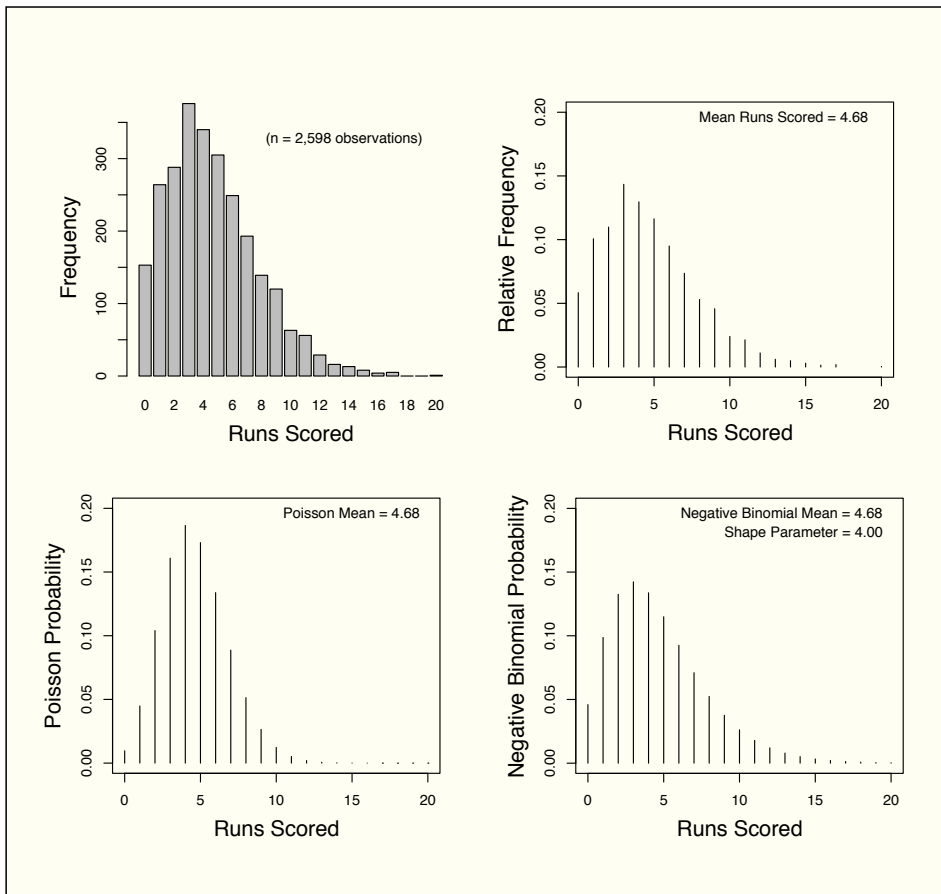 (n = 2,598 observations)
Frequency
0 100 200 300
0 2 4 6 8 10 12 14 16 18 20
Runs Scored
Mean Runs Scored = 4.68
Relative Frequency
0.00 0.05 0.10 0.15 0.20
0 5 10 15 20
Runs Scored
Poisson Mean = 4.68
Poisson Probability
0.00 0.05 0.10 0.15 0.20
0 5 10 15 20
Runs Scored
Negative Binomial Mean = 4.68
Shape Parameter = 4.00
Negative Binomial Probability
0.00 0.05 0.10 0.15 0.20
0 5 10 15 20
Runs Scored